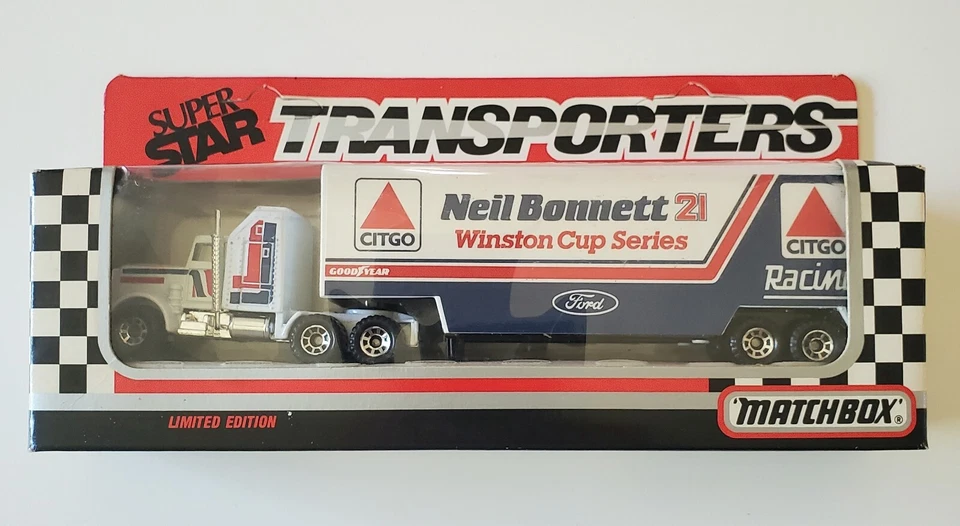 SUPER
STAR
TRANSPORTERS
CITGO
Neil Bonnett 21
Winston Cup Series
CITGO
GOODYEAR
Racin
Ford
LIMITED EDITION
"MATCHBOX"®